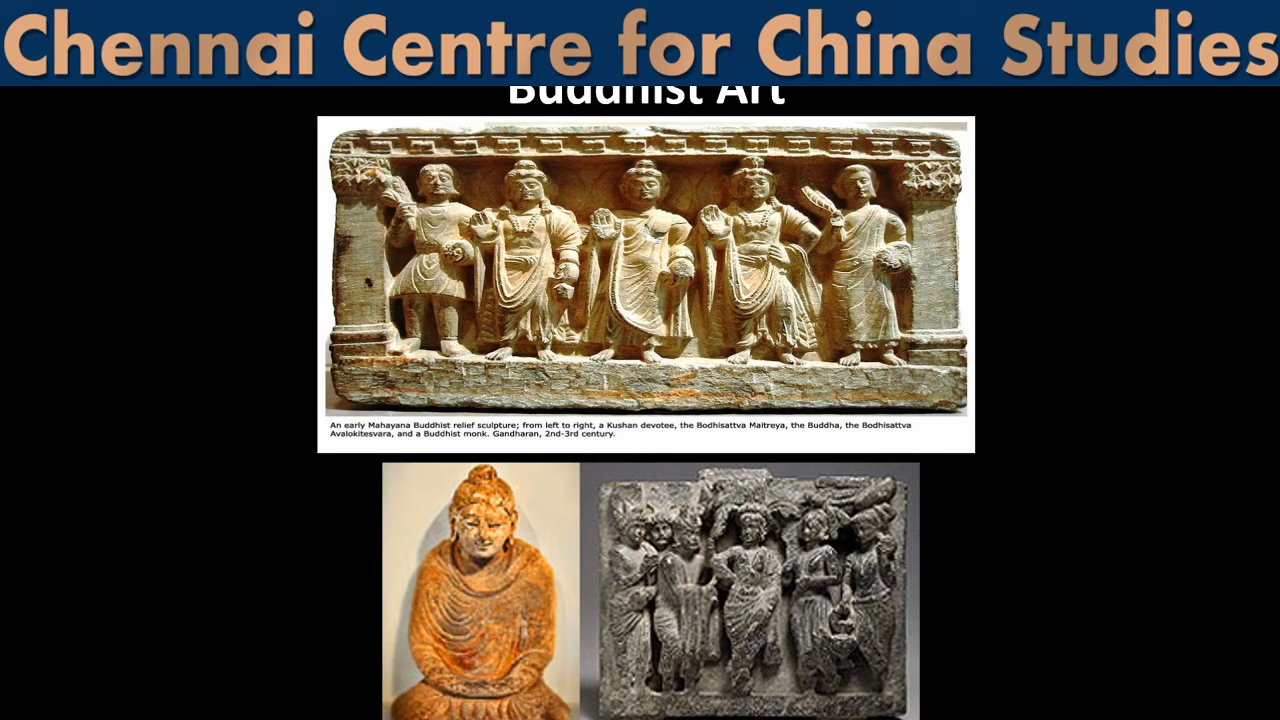 Chennai Centre for China Studies
Buddhist Art
An early Mahayana Buddhist relief sculpture; from left to right, a Kushan devotee, the Bodhisattva Maitreya, the Buddha, the Bodhisattva
Avalokitesvara, and a Buddhist monk. Gandharan, 2nd-3rd century.